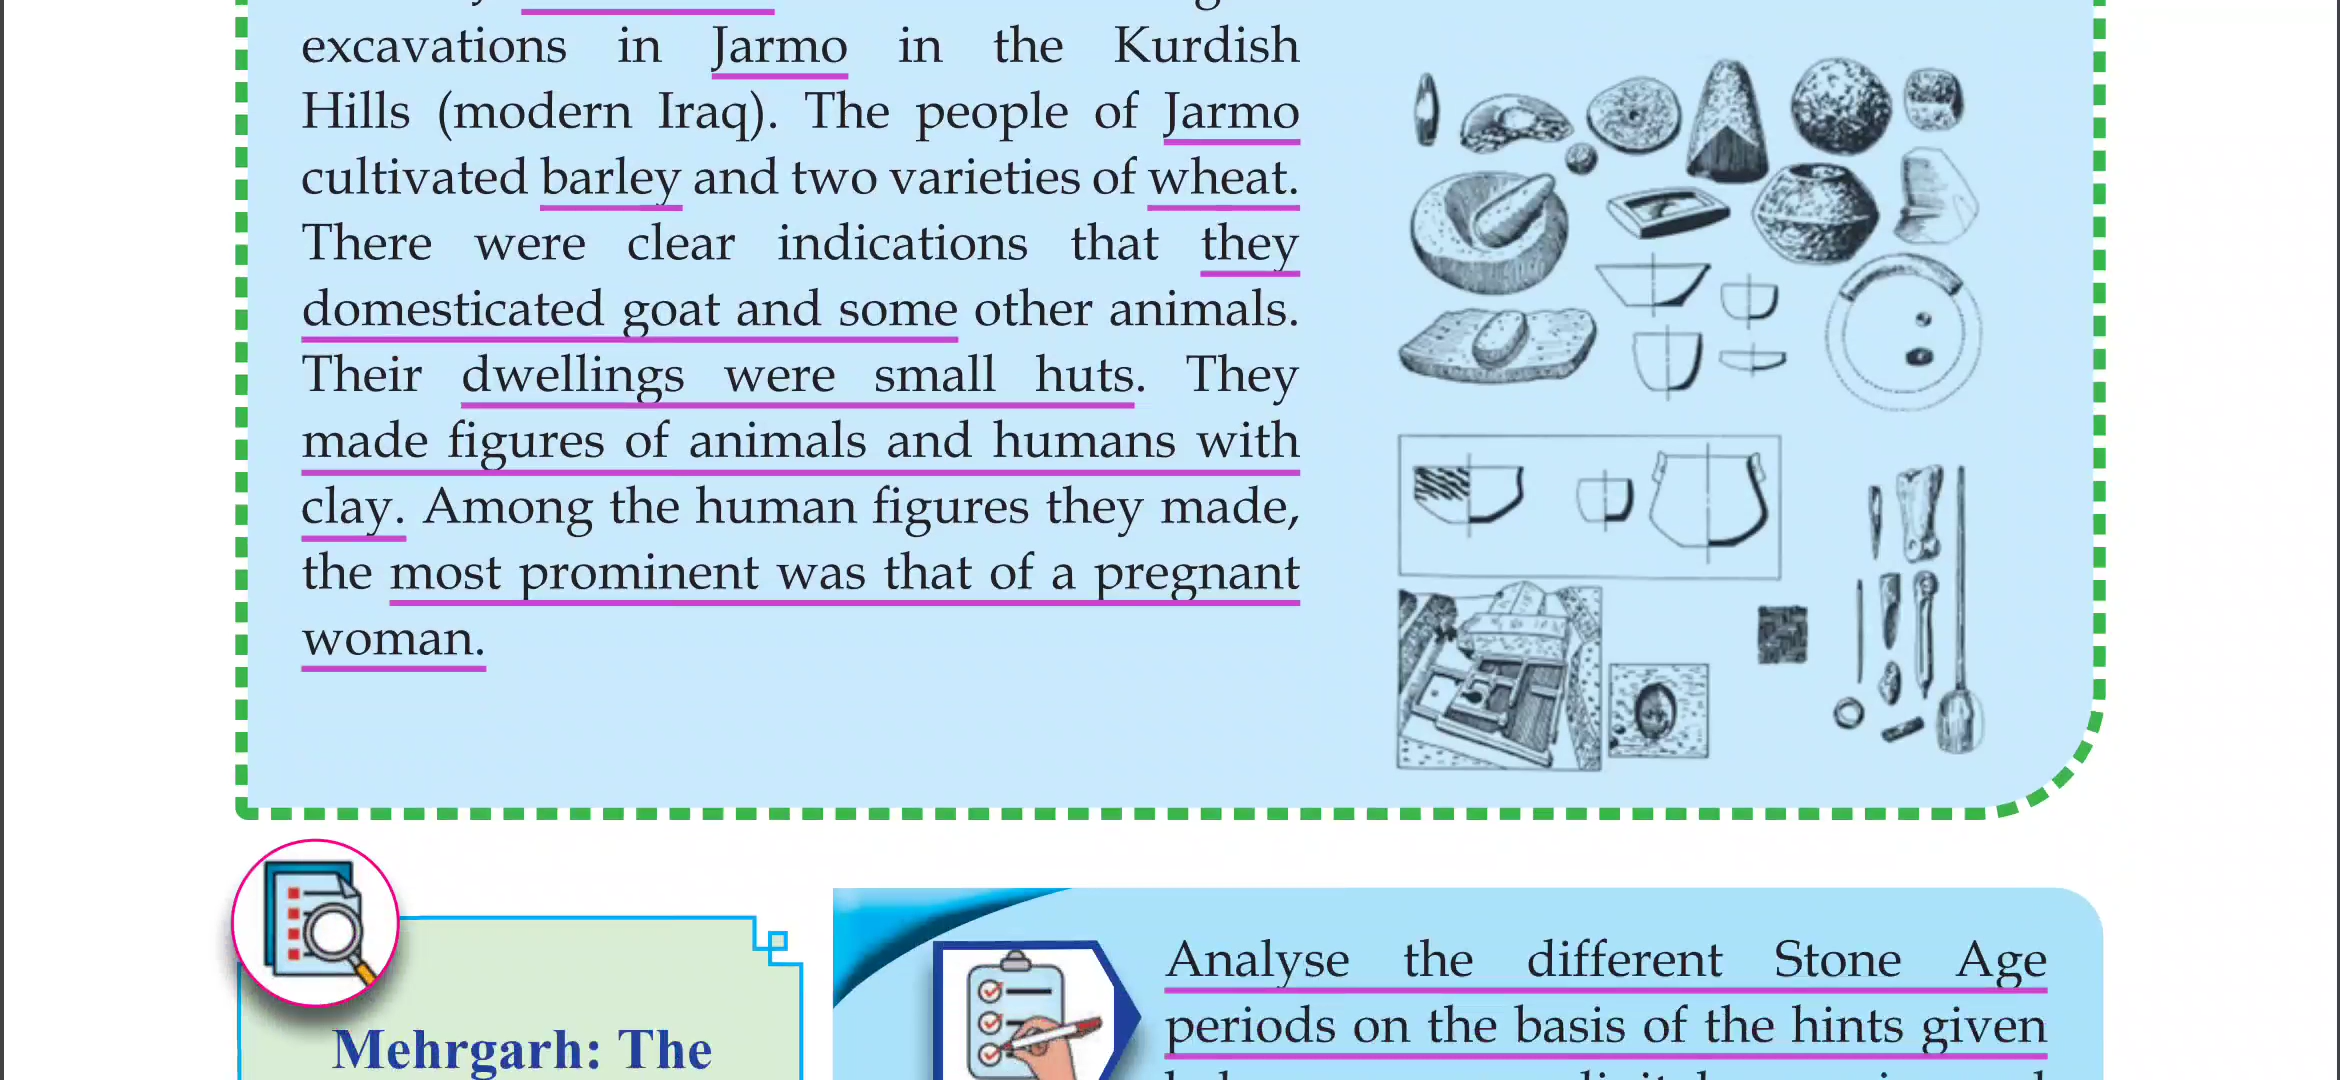 excavations in Jarmo in the Kurdish
Hills (modern Iraq). The people of Jarmo
cultivated barley and two varieties of wheat.
There were clear indications that they
domesticated goat and some other animals.
Their dwellings were small huts. They
made figures of animals and humans with
clay. Among the human figures they made,
the most prominent was that of a pregnant
woman.
Mehrgarh: The
Analyse the different Stone Age
periods on the basis of the hints given